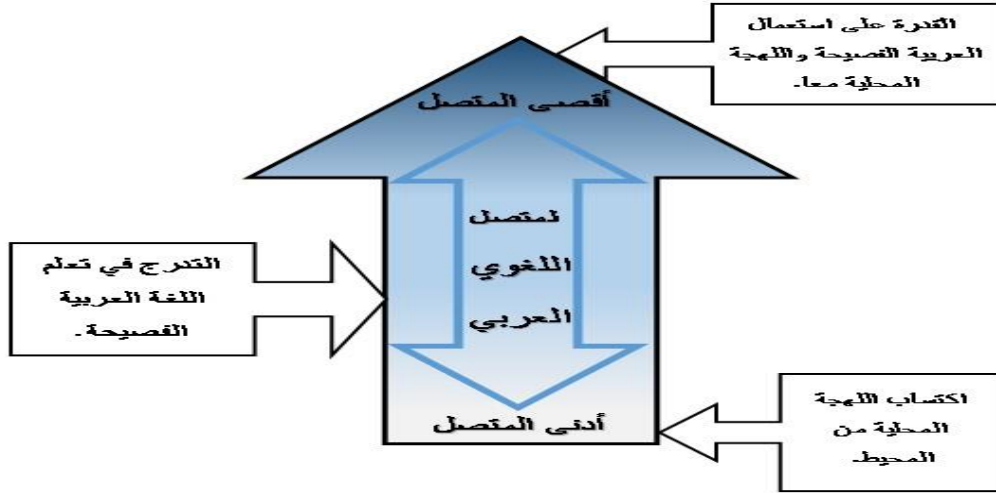 القدرة على استعمال
العربية الفصيحة واللهجة
المحلية معا.
أقصى المتصل
لمتصل
اللغوي
العربي
التدرج في تعلم
اللغة العربية
الفصيحة.
اكتساب اللهجة
المحلية من
المحيط.
أدنى المتصل